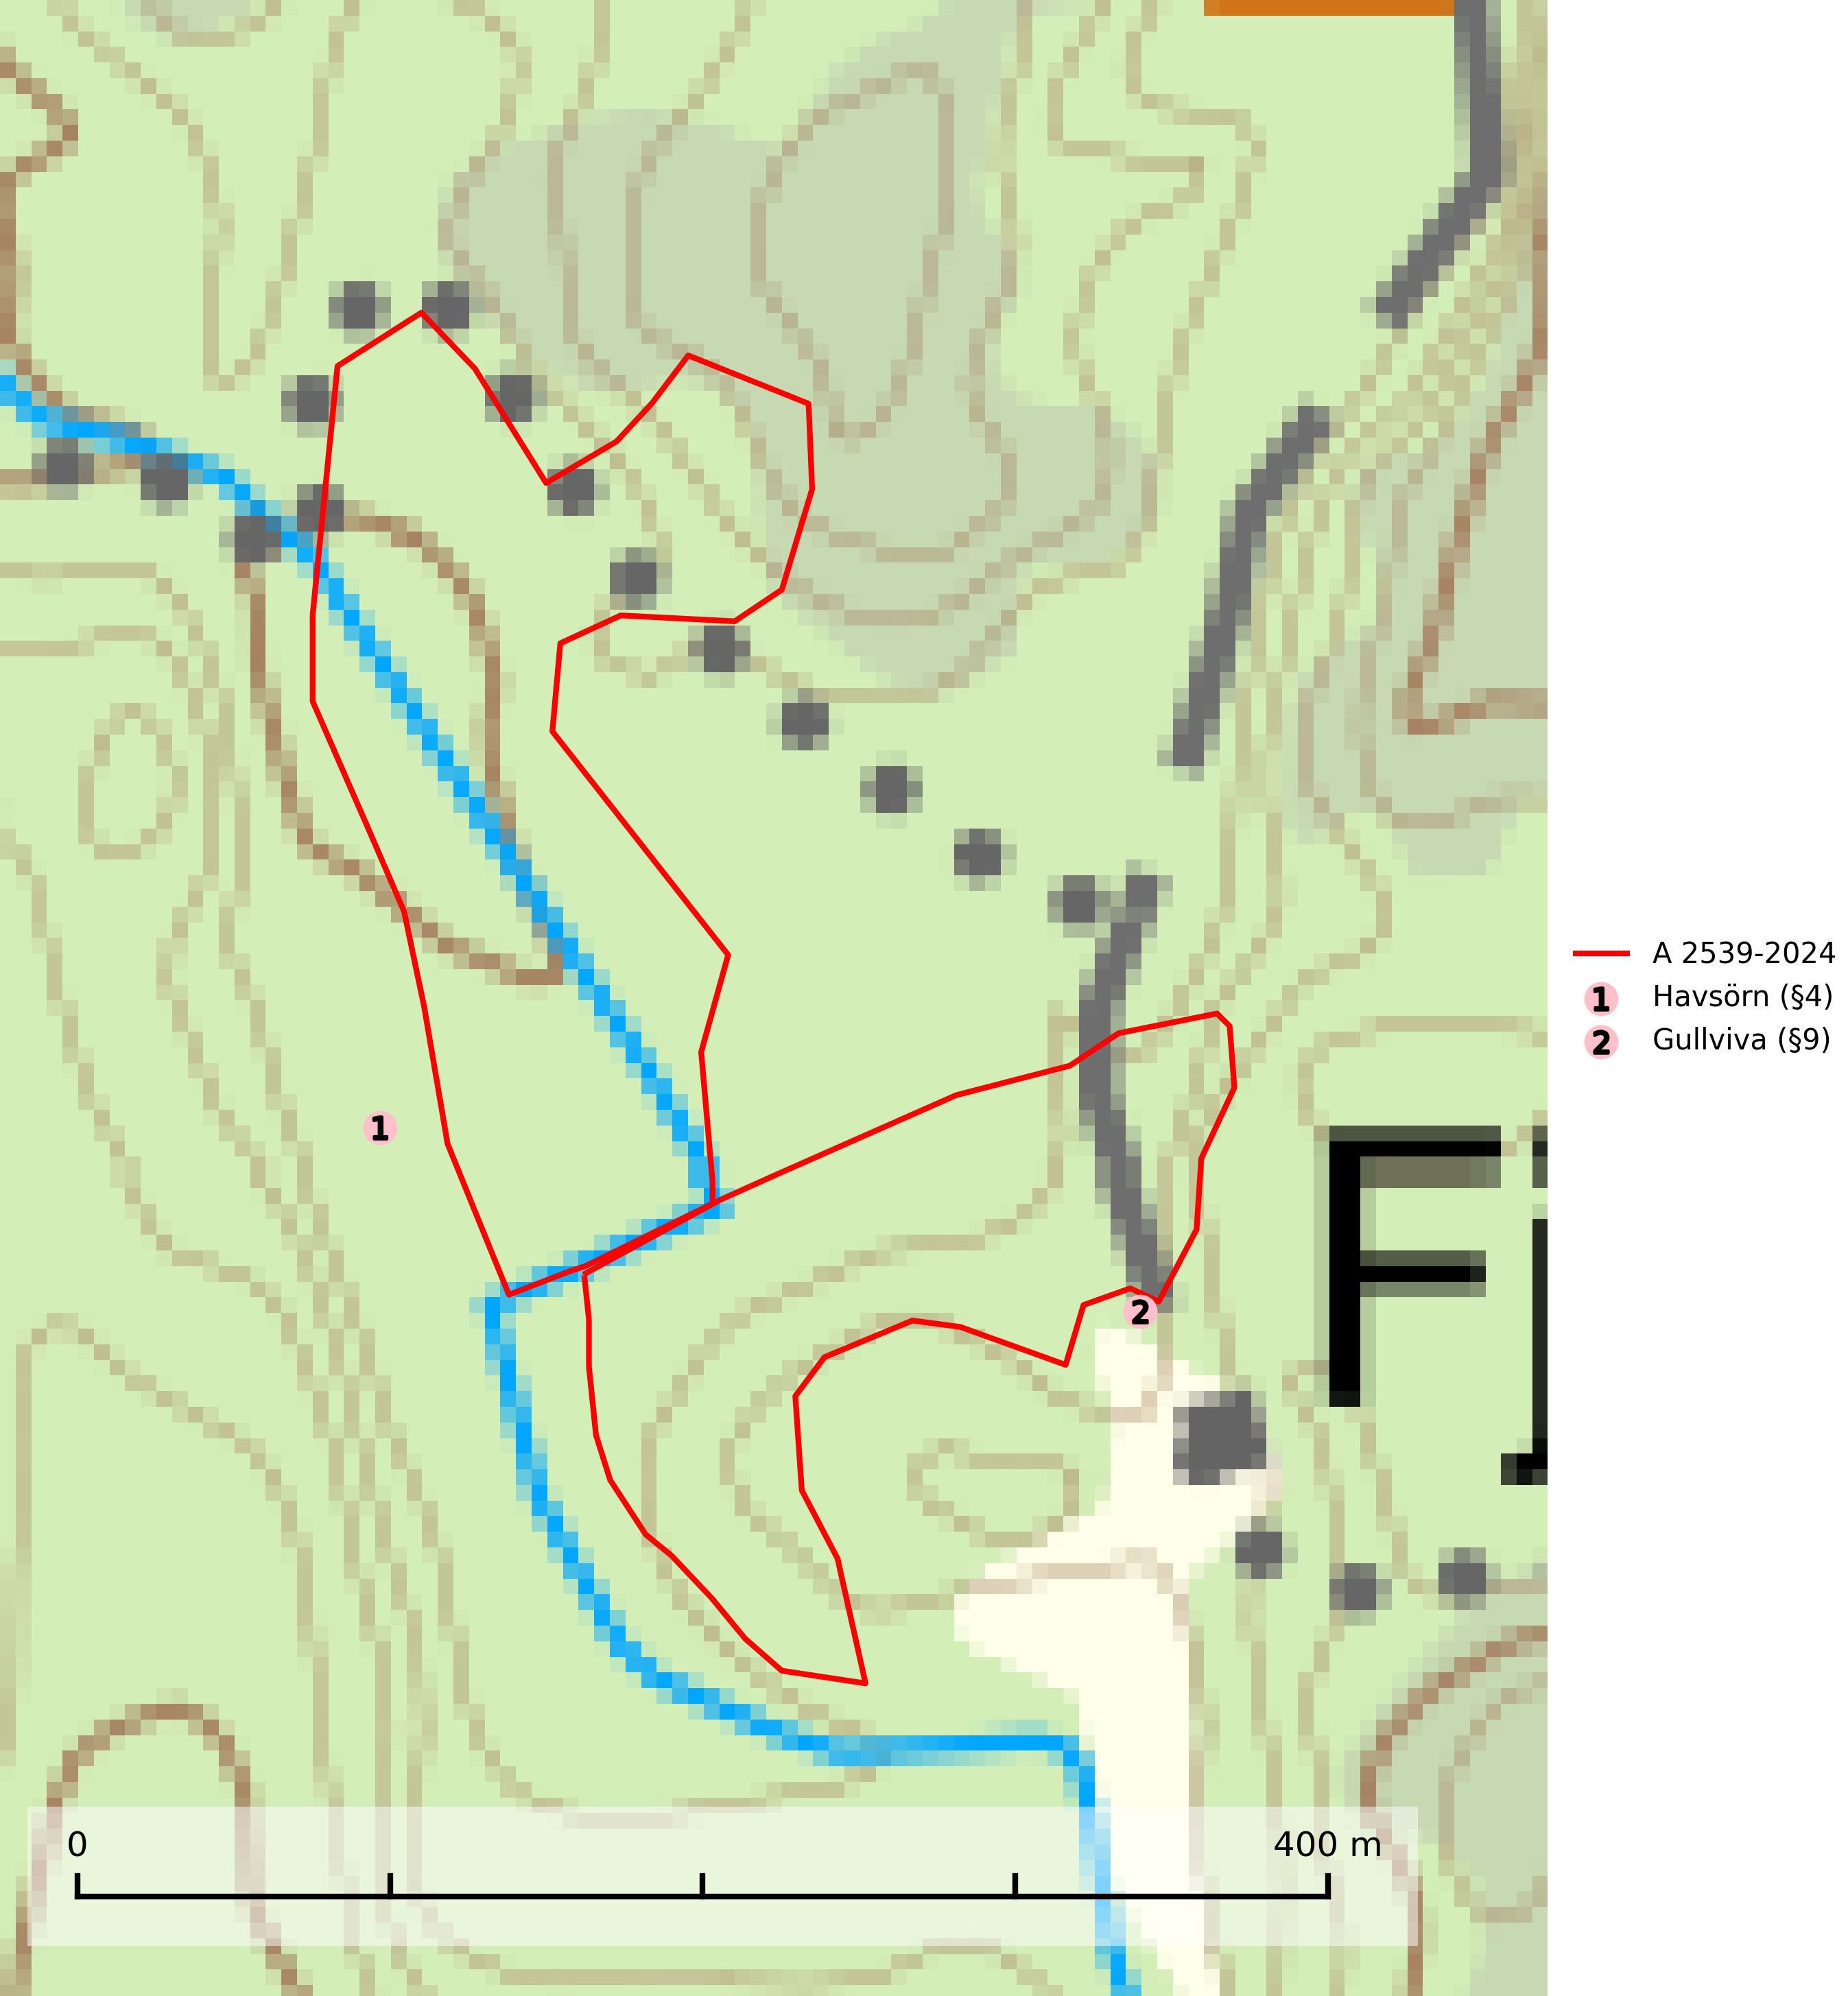 1
2
F
0
400 m
A 2539-2024
1 Havsörn (§4)
2 Gullviva (§9)